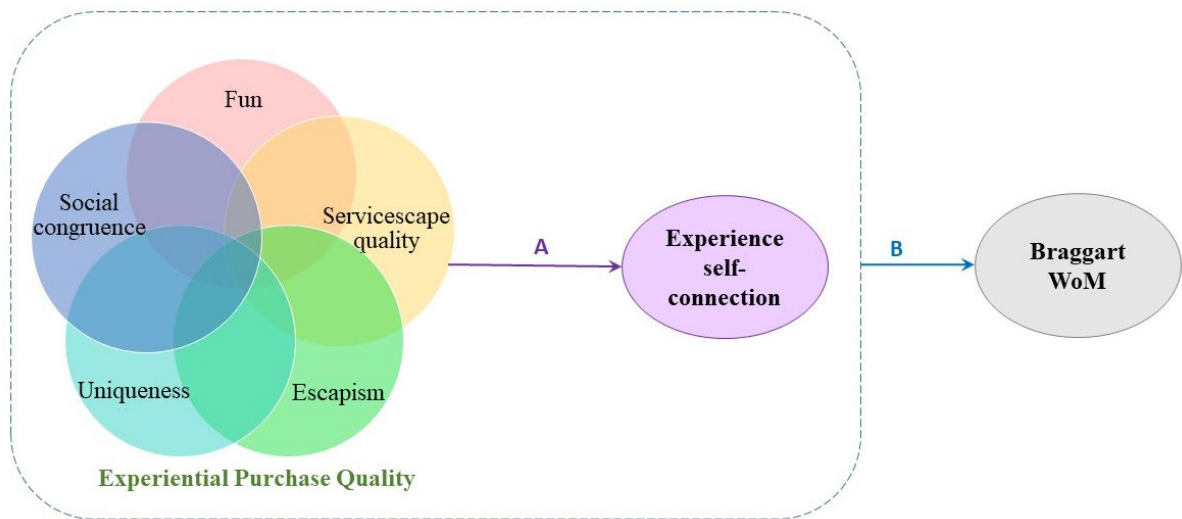 Fun
Social
congruence
Servicescape
quality
Uniqueness
Escapism
Experiential Purchase Quality
A
Experience
self-
connection
B
Braggart
WoM